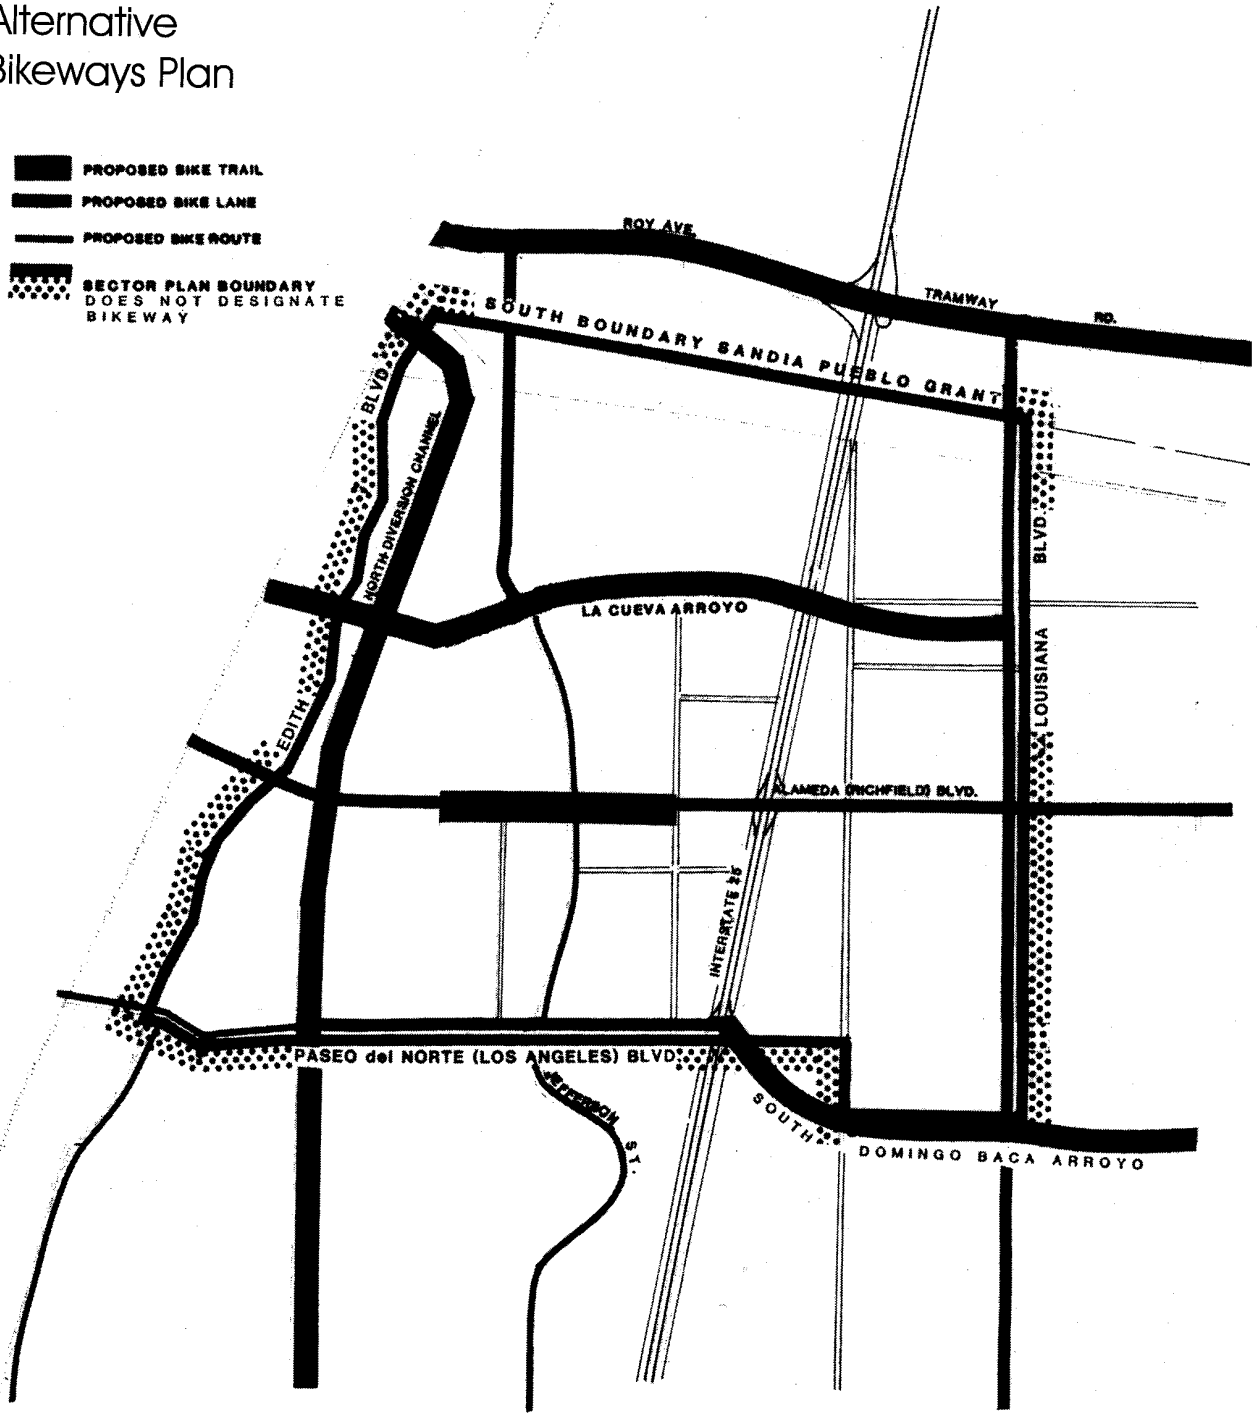 Alternative
Bikeways Plan
PROPOSED BIKE TRAIL
PROPOSED BIKE LANE
PROPOSED BIKE ROUTE
SECTOR PLAN BOUNDARY
DOES NOT DESIGNATE
BIKEWAY
ROY AVE.
TRAMWAY RD.
SOUTH BOUNDARY SANDIA PUEBLO GRANT
EDITH BLVD.
NORTH DIVERSION CHANNEL
LA CUEVA ARROYO
LOUISIANA BLVD.
ALAMEDA (RICHFIELD) BLVD.
INTERSTATE 25
PASEO del NORTE (LOS ANGELES) BLVD.
JEFFERSON ST.
SOUTH DOMINGO BACA ARROYO